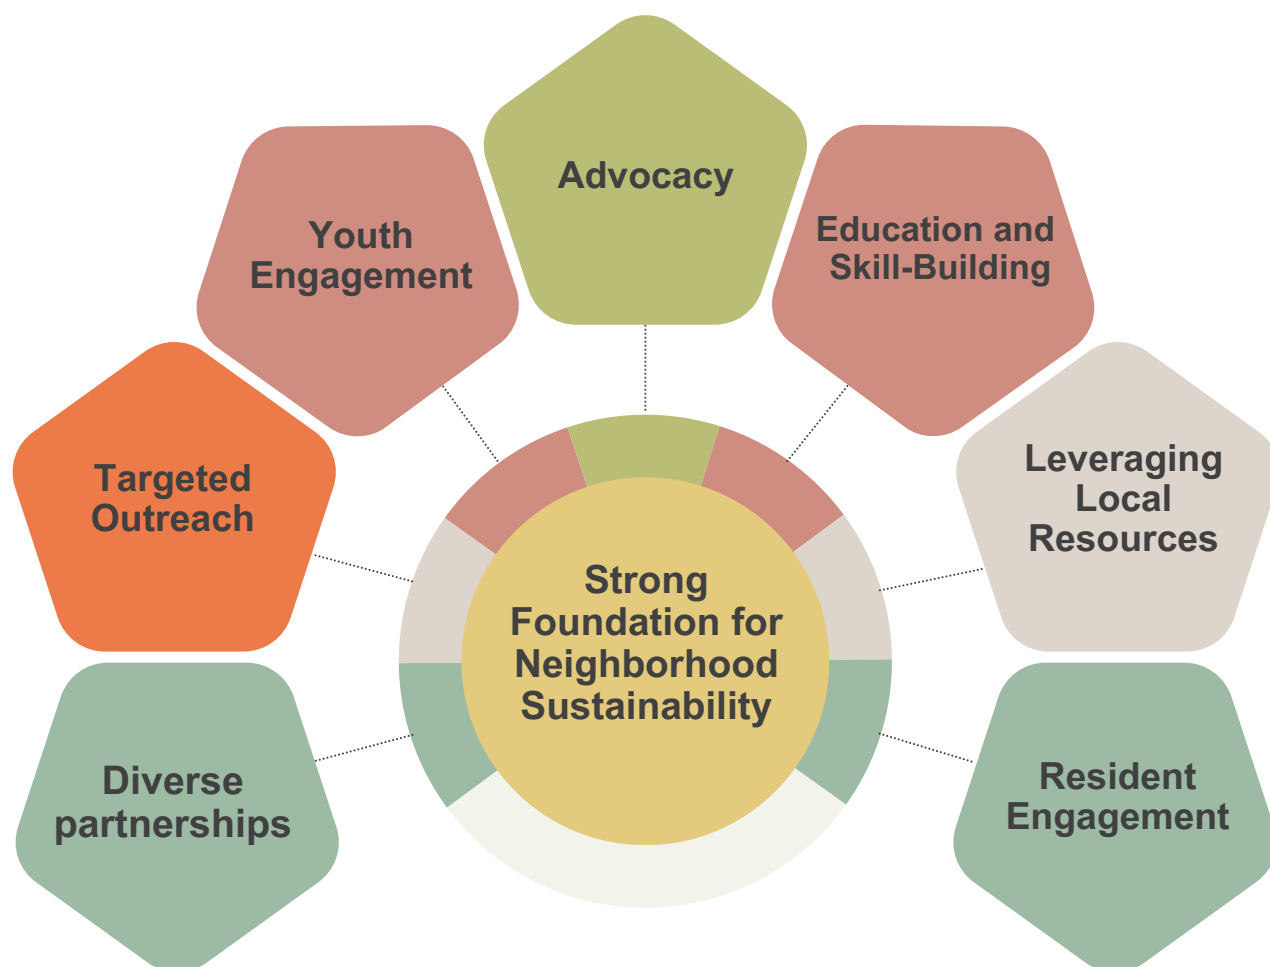 Advocacy
Youth
Engagement
Education and
Skill-Building
Targeted
Outreach
Leveraging
Local
Resources
Strong
Foundation for
Neighborhood
Sustainability
Diverse
partnerships
Resident
Engagement